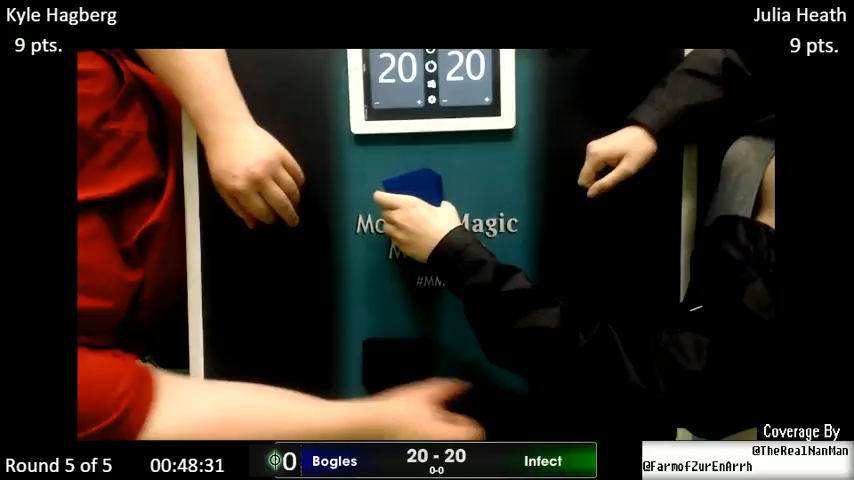 Kyle Hagberg
9 pts.
Julia Heath
9 pts.
20 20
Magic
#MM
Round 5 of 5
00:48:31
0 Bogles
20 - 20
0-0
Infect
Coverage By
@TheRealNanMan
@FarmofZurEnArrh